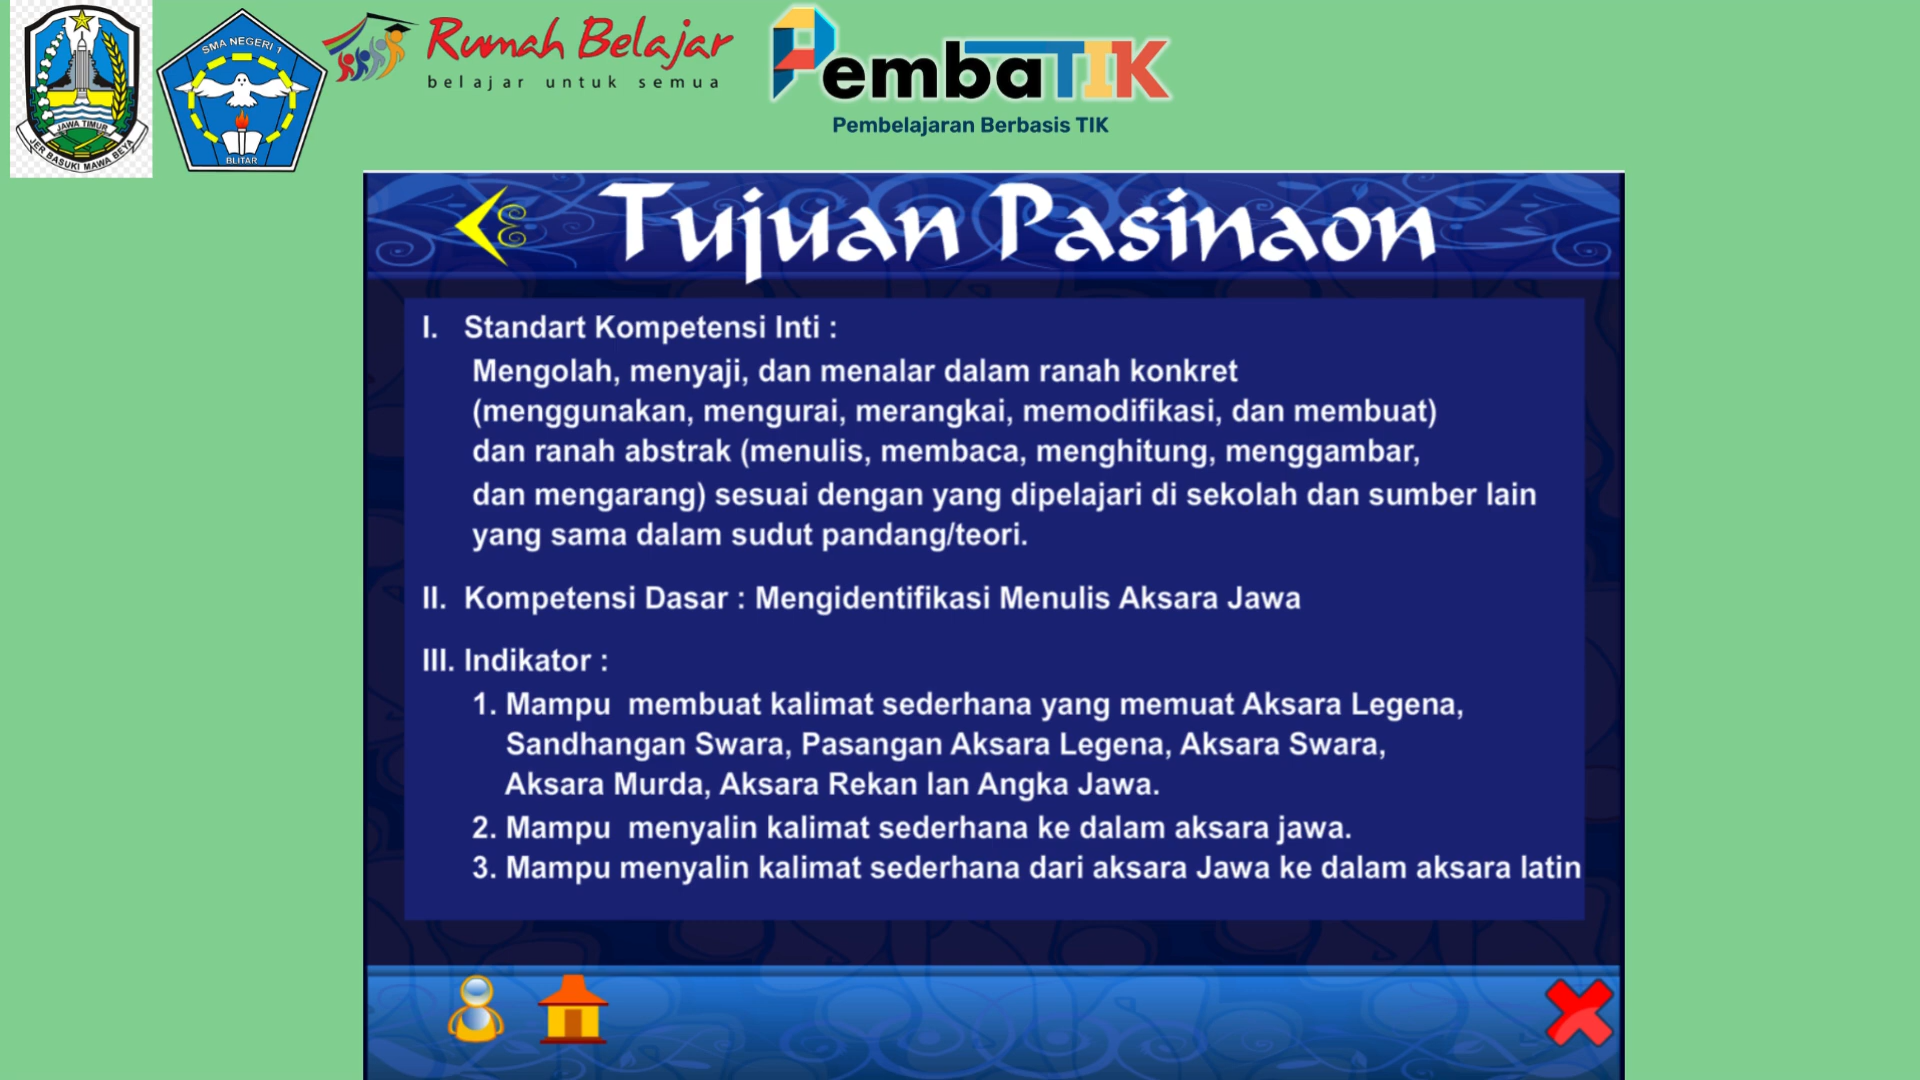 JAWA TIMUR
JER BASUKI MAWA BEYA
SMA NEGERI 1
BLITAR
Rumah Belajar
belajar untuk semua
PembaTIK
Pembelajaran Berbasis TIK
Tujuan Pasinaon
I. Standart Kompetensi Inti :
Mengolah, menyaji, dan menalar dalam ranah konkret
(menggunakan, mengurai, merangkai, memodifikasi, dan membuat)
dan ranah abstrak (menulis, membaca, menghitung, menggambar,
dan mengarang) sesuai dengan yang dipelajari di sekolah dan sumber lain
yang sama dalam sudut pandang/teori.
II. Kompetensi Dasar : Mengidentifikasi Menulis Aksara Jawa
III. Indikator :
1. Mampu membuat kalimat sederhana yang memuat Aksara Legena,
Sandhangan Swara, Pasangan Aksara Legena, Aksara Swara,
Aksara Murda, Aksara Rekan lan Angka Jawa.
2. Mampu menyalin kalimat sederhana ke dalam aksara jawa.
3. Mampu menyalin kalimat sederhana dari aksara Jawa ke dalam aksara latin